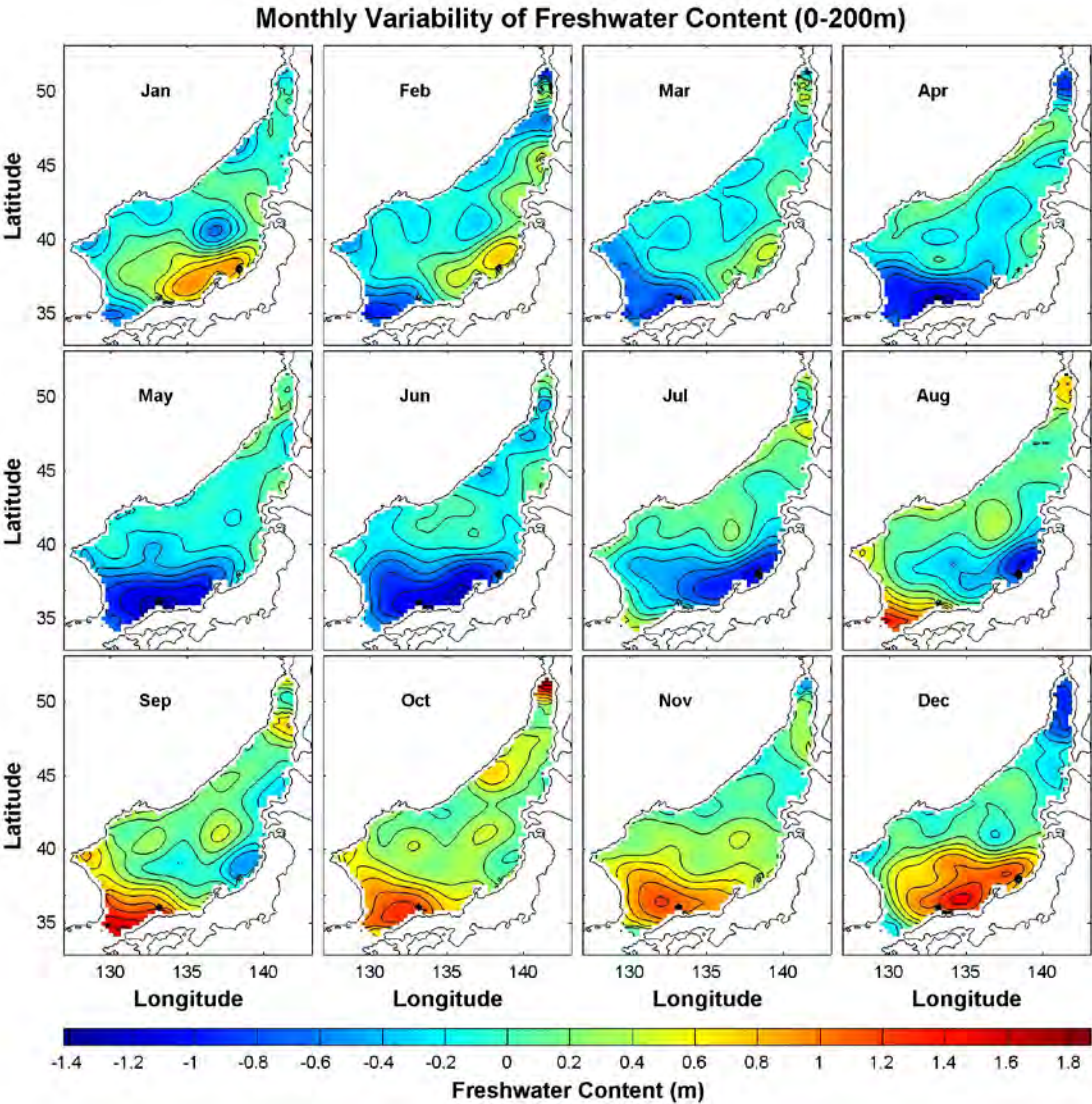 Monthly Variability of Freshwater Content (0-200m)
Jan Feb Mar Apr
50
45
40
35
Latitude
May Jun Jul Aug
50
45
40
35
Latitude
Sep Oct Nov Dec
50
45
40
35
Latitude
130 135 140 130 135 140 130 135 140 130 135 140
Longitude Longitude Longitude Longitude
-1.4 -1.2 -1 -0.8 -0.6 -0.4 -0.2 0 0.2 0.4 0.6 0.8 1 1.2 1.4 1.6 1.8
Freshwater Content (m)